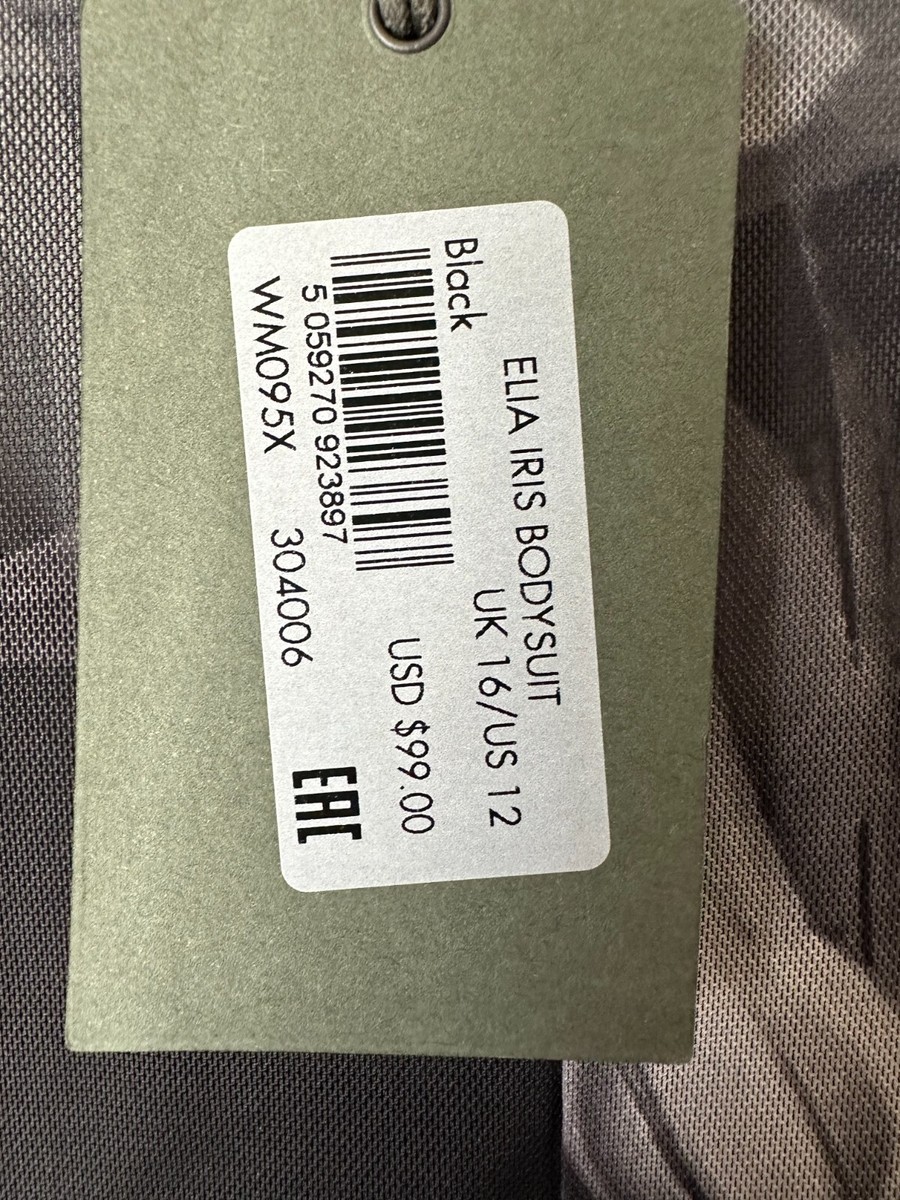 ELIA IRIS BODYSUIT
Black
UK 16/US 12
5 059270 923897
USD $99.00
WM095X 304006
EAC